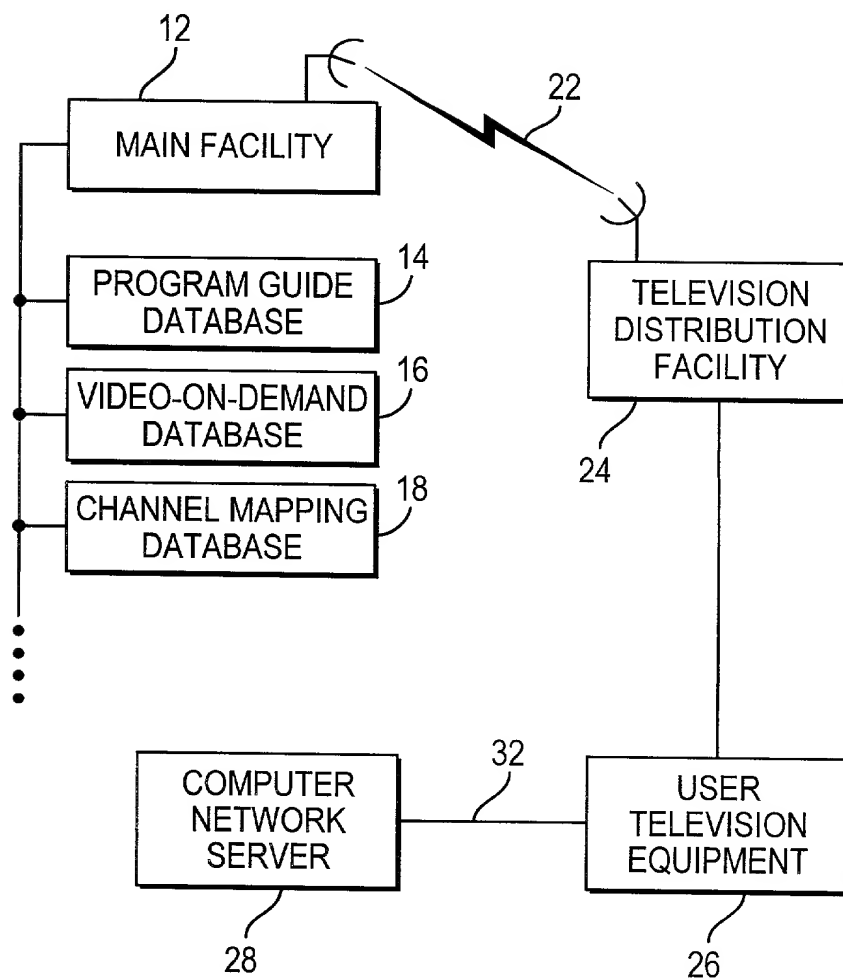 12
MAIN FACILITY
22
14
PROGRAM GUIDE
DATABASE
16
VIDEO-ON-DEMAND
DATABASE
18
CHANNEL MAPPING
DATABASE
TELEVISION
DISTRIBUTION
FACILITY
24
COMPUTER
NETWORK
SERVER
28
32
USER
TELEVISION
EQUIPMENT
26